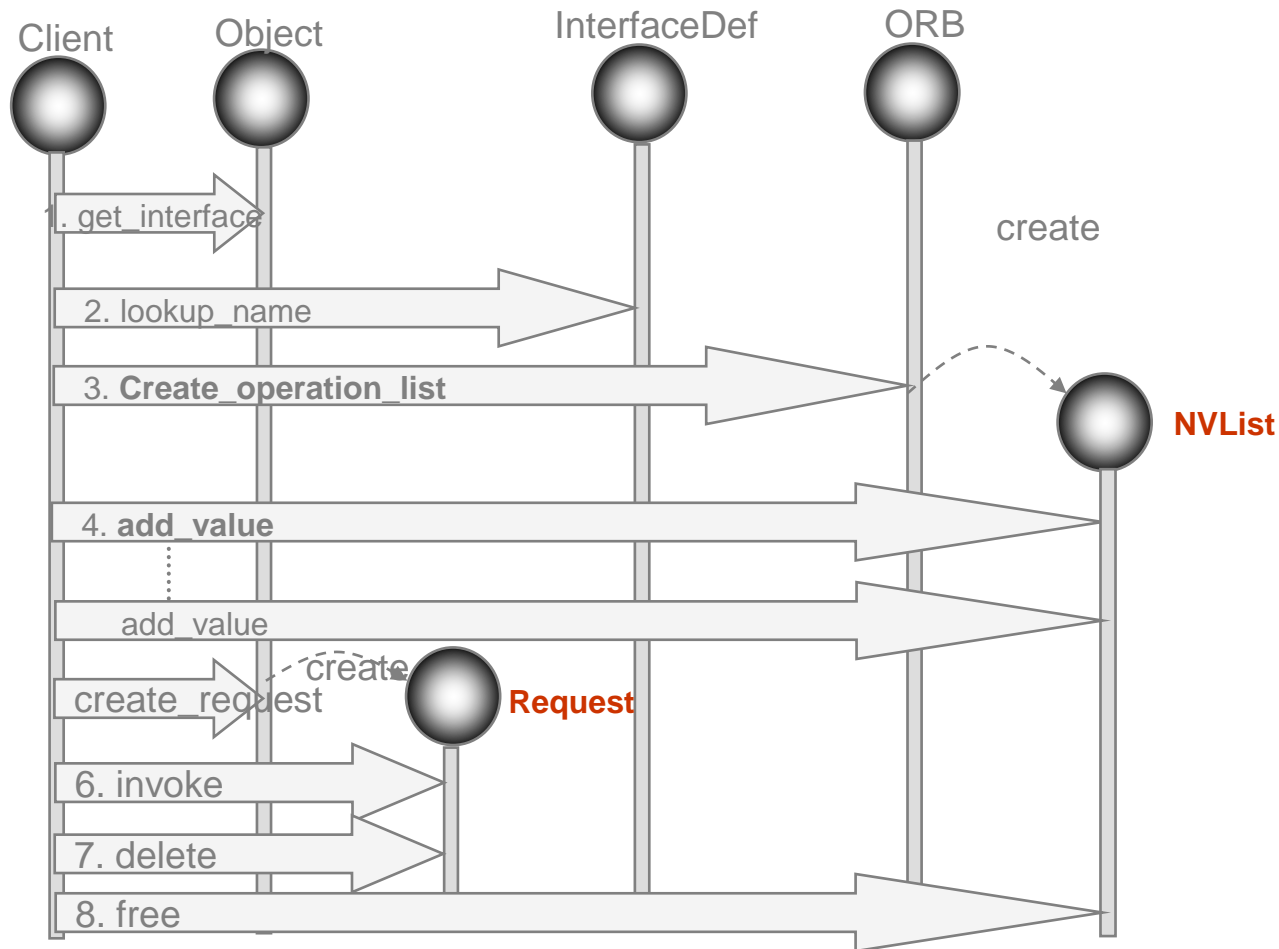 Client
Object
InterfaceDef
ORB
1. get_interface
create
2. lookup_name
3. Create_operation_list
NVList
4. add_value
add_value
create
create_request
Request
6. invoke
7. delete
8. free